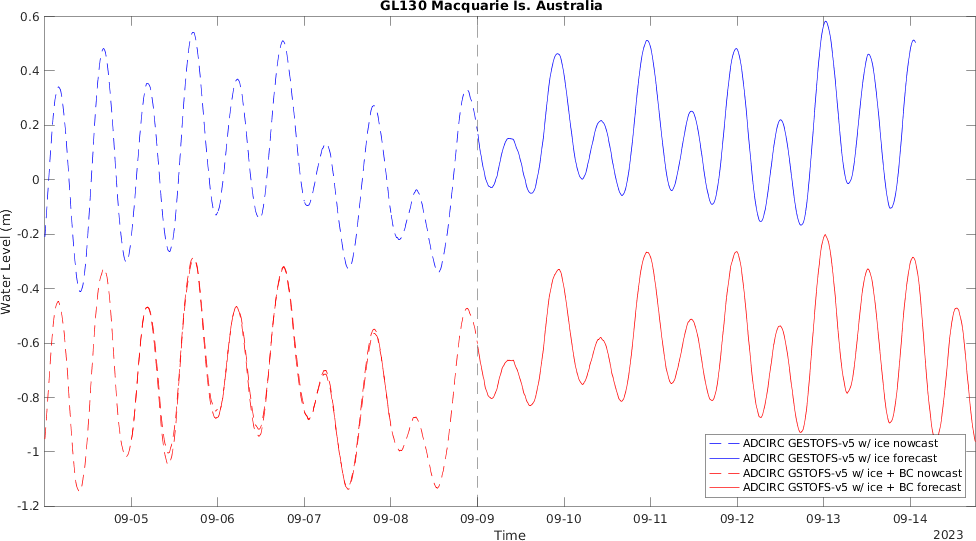 GL130 Macquarie Is. Australia
Water Level (m)
0.6
0.4
0.2
0
-0.2
-0.4
-0.6
-0.8
-1
-1.2
ADCIRC GESTOFS-v5 w/ ice nowcast
ADCIRC GESTOFS-v5 w/ ice forecast
ADCIRC GSTOFS-v5 w/ ice + BC nowcast
ADCIRC GSTOFS-v5 w/ ice + BC forecast
09-05 09-06 09-07 09-08 09-09 09-10 09-11 09-12 09-13 09-14
Time
2023